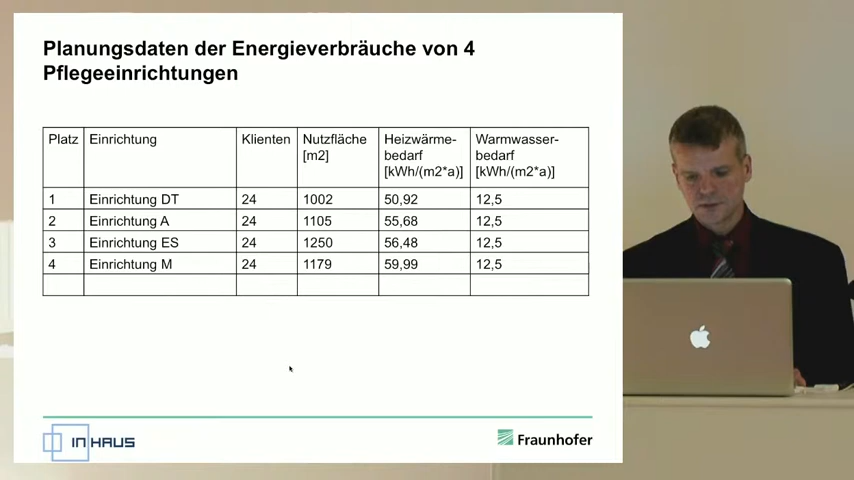 Planungsdaten der Energieverbräuche von 4
Pflegeeinrichtungen
Platz Einrichtung Klienten Nutzfläche [m2] Heizwärme-bedarf [kWh/(m2*a)] Warmwasser-bedarf [kWh/(m2*a)]
1 Einrichtung DT 24 1002 50,92 12,5
2 Einrichtung A 24 1105 55,68 12,5
3 Einrichtung ES 24 1250 56,48 12,5
4 Einrichtung M 24 1179 59,99 12,5
INHAUS
Fraunhofer